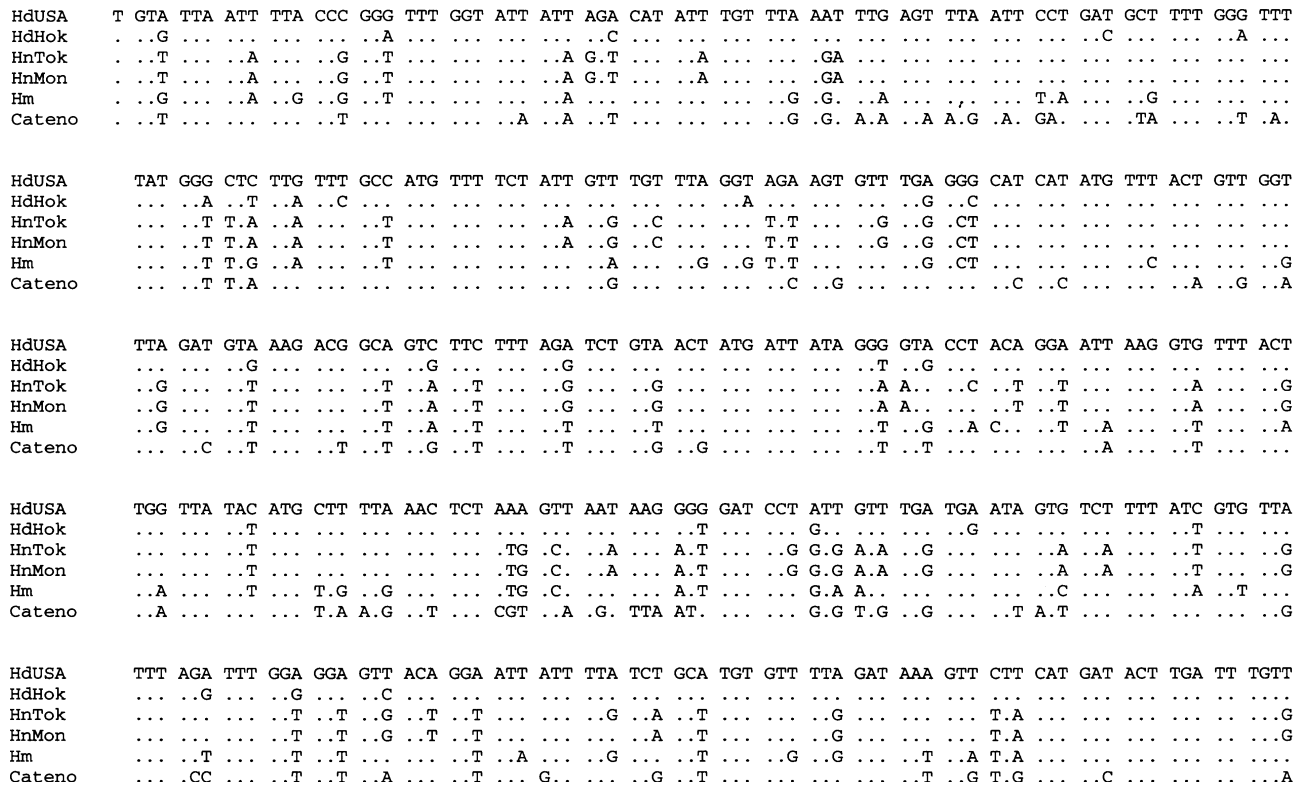 HdUSA T GTA TTA ATT TTA CCC GGG TTT GGT ATT ATT AGA CAT ATT TGT TTA AAT TTG AGT TTA ATT CCT GAT GCT TTT GGG TTT
HdHok . ..G ... ... ... ... ..A ... ... ... ... ..C ... ... ... ... ... ... ... ... ... ... ..C ... ... ..A ...
HnTok . ..T ... ..A ... ..G ..T ... ... ... ..A G.T ... ..A ... ... .GA ... ... ... ... ... ... ... ... ... ...
HnMon . ..T ... ..A ... ..G ..T ... ... ... ..A G.T ... ..A ... ... .GA ... ... ... ... ... ... ... ... ... ...
Hm . ..G ... ..A ..G ..G ..T ... ... ... ..A ... ... ... ... ..G .G. ..A ... .,. ... T.A ... ..G ... ... ...
Cateno . ..T ... ... ... ..T ... ... ... ..A ..A ..T ... ... ... ..G .G. A.A ..A A.G .A. GA. ... .TA ... ..T .A.
HdUSA TAT GGG CTC TTG TTT GCC ATG TTT TCT ATT GTT TGT TTA GGT AGA AGT GTT TGA GGG CAT CAT ATG TTT ACT GTT GGT
HdHok ... ..A ..T ..A ..C ... ... ... ... ... ... ... ... ..A ... ... ... ..G ..C ... ... ... ... ... ... ...
HnTok ... ..T T.A ..A ... ..T ... ... ... ..A ..G ..C ... ... T.T ... ..G ..G .CT ... ... ... ... ... ... ...
HnMon ... ..T T.A ..A ... ..T ... ... ... ..A ..G ..C ... ... T.T ... ..G ..G .CT ... ... ... ... ... ... ...
Hm ... ..T T.G ..A ... ..T ... ... ... ... ..A ... ..G ..G T.T ... ... ..G .CT ... ... ... ..C ... ... ..G
Cateno ... ..T T.A ... ... ... ... ... ... ... ..G ... ... ... ..C ..G ... ... ... ..C ..C ... ... ..A ..G ..A
HdUSA TTA GAT GTA AAG ACG GCA GTC TTC TTT AGA TCT GTA ACT ATG ATT ATA GGG GTA CCT ACA GGA ATT AAG GTG TTT ACT
HdHok ... ... ..G ... ... ... ..G ... ... ..G ... ... ... ... ... ... ..T ..G ... ... ... ... ... ... ... ...
HnTok ..G ... ..T ... ... ..T ..A ..T ... ..G ... ..G ... ... ... ... ..A A.. ..C ..T ..T ... ... ..A ... ..G
HnMon ..G ... ..T ... ... ..T ..A ..T ... ..G ... ..G ... ... ... ... ..A A.. ... ..T ..T ... ... ..A ... ..G
Hm ..G ... ..T ... ... ..T ..A ..T ... ..T ... ..T ... ... ... ... ..T ..G ..A C.. ..T ..A ... ..T ... ..A
Cateno ... ..C ..T ... ..T ..T ..G ..T ... ..T ... ..G ..G ... ... ... ..T ..T ... ... ... ..A ... ..T ... ...
HdUSA TGG TTA TAC ATG CTT TTA AAC TCT AAA GTT AAT AAG GGG GAT CCT ATT GTT TGA TGA ATA GTG TCT TTT ATC GTG TTA
HdHok ... ... ..T ... ... ... ... ... ... ... ... ... ..T ... ... G.. ... ... ..G ... ... ... ... ..T ... ...
HnTok ... ... ..T ... ... ... ... ... .TG .C. ..A ... A.T ... ..G G.G A.A ..G ... ... ..A ..A ... ..T ... ..G
HnMon ... ... ..T ... ... ... ... ... .TG .C. ..A ... A.T ... ..G G.G A.A ..G ... ... ..A ..A ... ..T ... ..G
Hm ..A ... ..T ... T.G ..G ... ... .TG .C. ... ... A.T ... ... G.A A.. ... ... ... ..C ... ... ..A ..T ...
Cateno ..A ... ... ... T.A A.G ..T ... CGT ..A .G. TTA AT. ... ... G.G T.G ..G ... ..T A.T ... ... ... ... ..G
HdUSA TTT AGA TTT GGA GGA GTT ACA GGA ATT ATT TTA TCT GCA TGT GTT TTA GAT AAA GTT CTT CAT GAT ACT TGA TT TGTT
HdHok ... ..G ... ..G ... ..C ... ... ... ... ... ... ... ... ... ... ... ... ... ... ... ... ... ... ... ...
HnTok ... ... ... ..T ..T ..G ..T ..T ... ... ..G ..A ..T ... ... ..G ... ... ... T.A ... ... ... ... ... ..G
HnMon ... ... ... ..T ..T ..G ..T ..T ... ... ... ..A ..T ... ... ..G ... ... ... T.A ... ... ... ... ... ..G
Hm ... ..T ... ..T ..T ... ... ..T ..A ... ..G ... ..T ... ..G ..G ... ..T ..A T.A ... ... ... ... ... ...
Cateno ... .CC ... ..T ..T ..A ... ..T ... G.. ... ..G ..T ... ... ... ... ..T ..G T.G ... ..C ... ... ... ..A